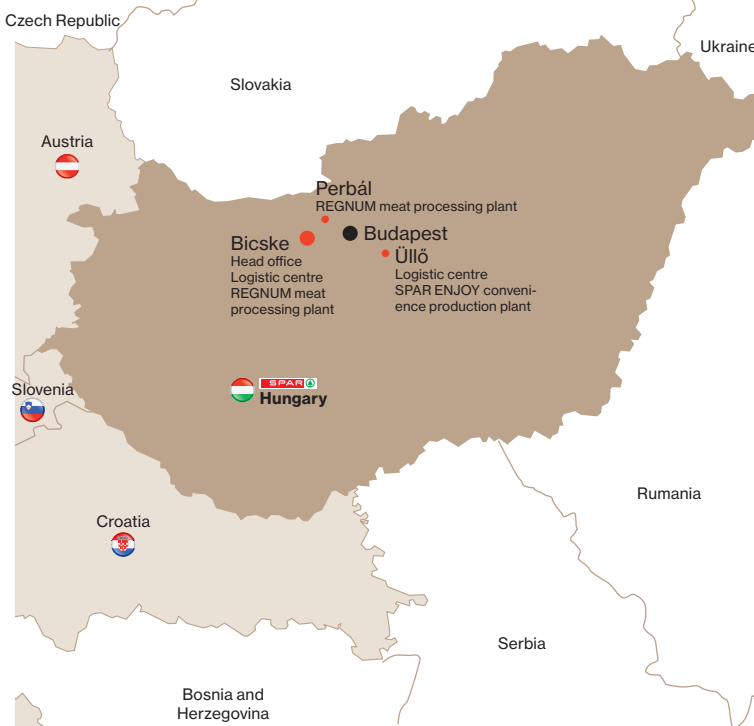 Czech Republic
Ukraine
Slovakia
Austria
Perbál
REGNUM meat processing plant
Budapest
Bicske
Head office
Logistic centre
REGNUM meat
processing plant
Üllő
Logistic centre
SPAR ENJOY conveni-
ence production plant
SPAR
Hungary
Slovenia
Rumania
Croatia
Serbia
Bosnia and
Herzegovina